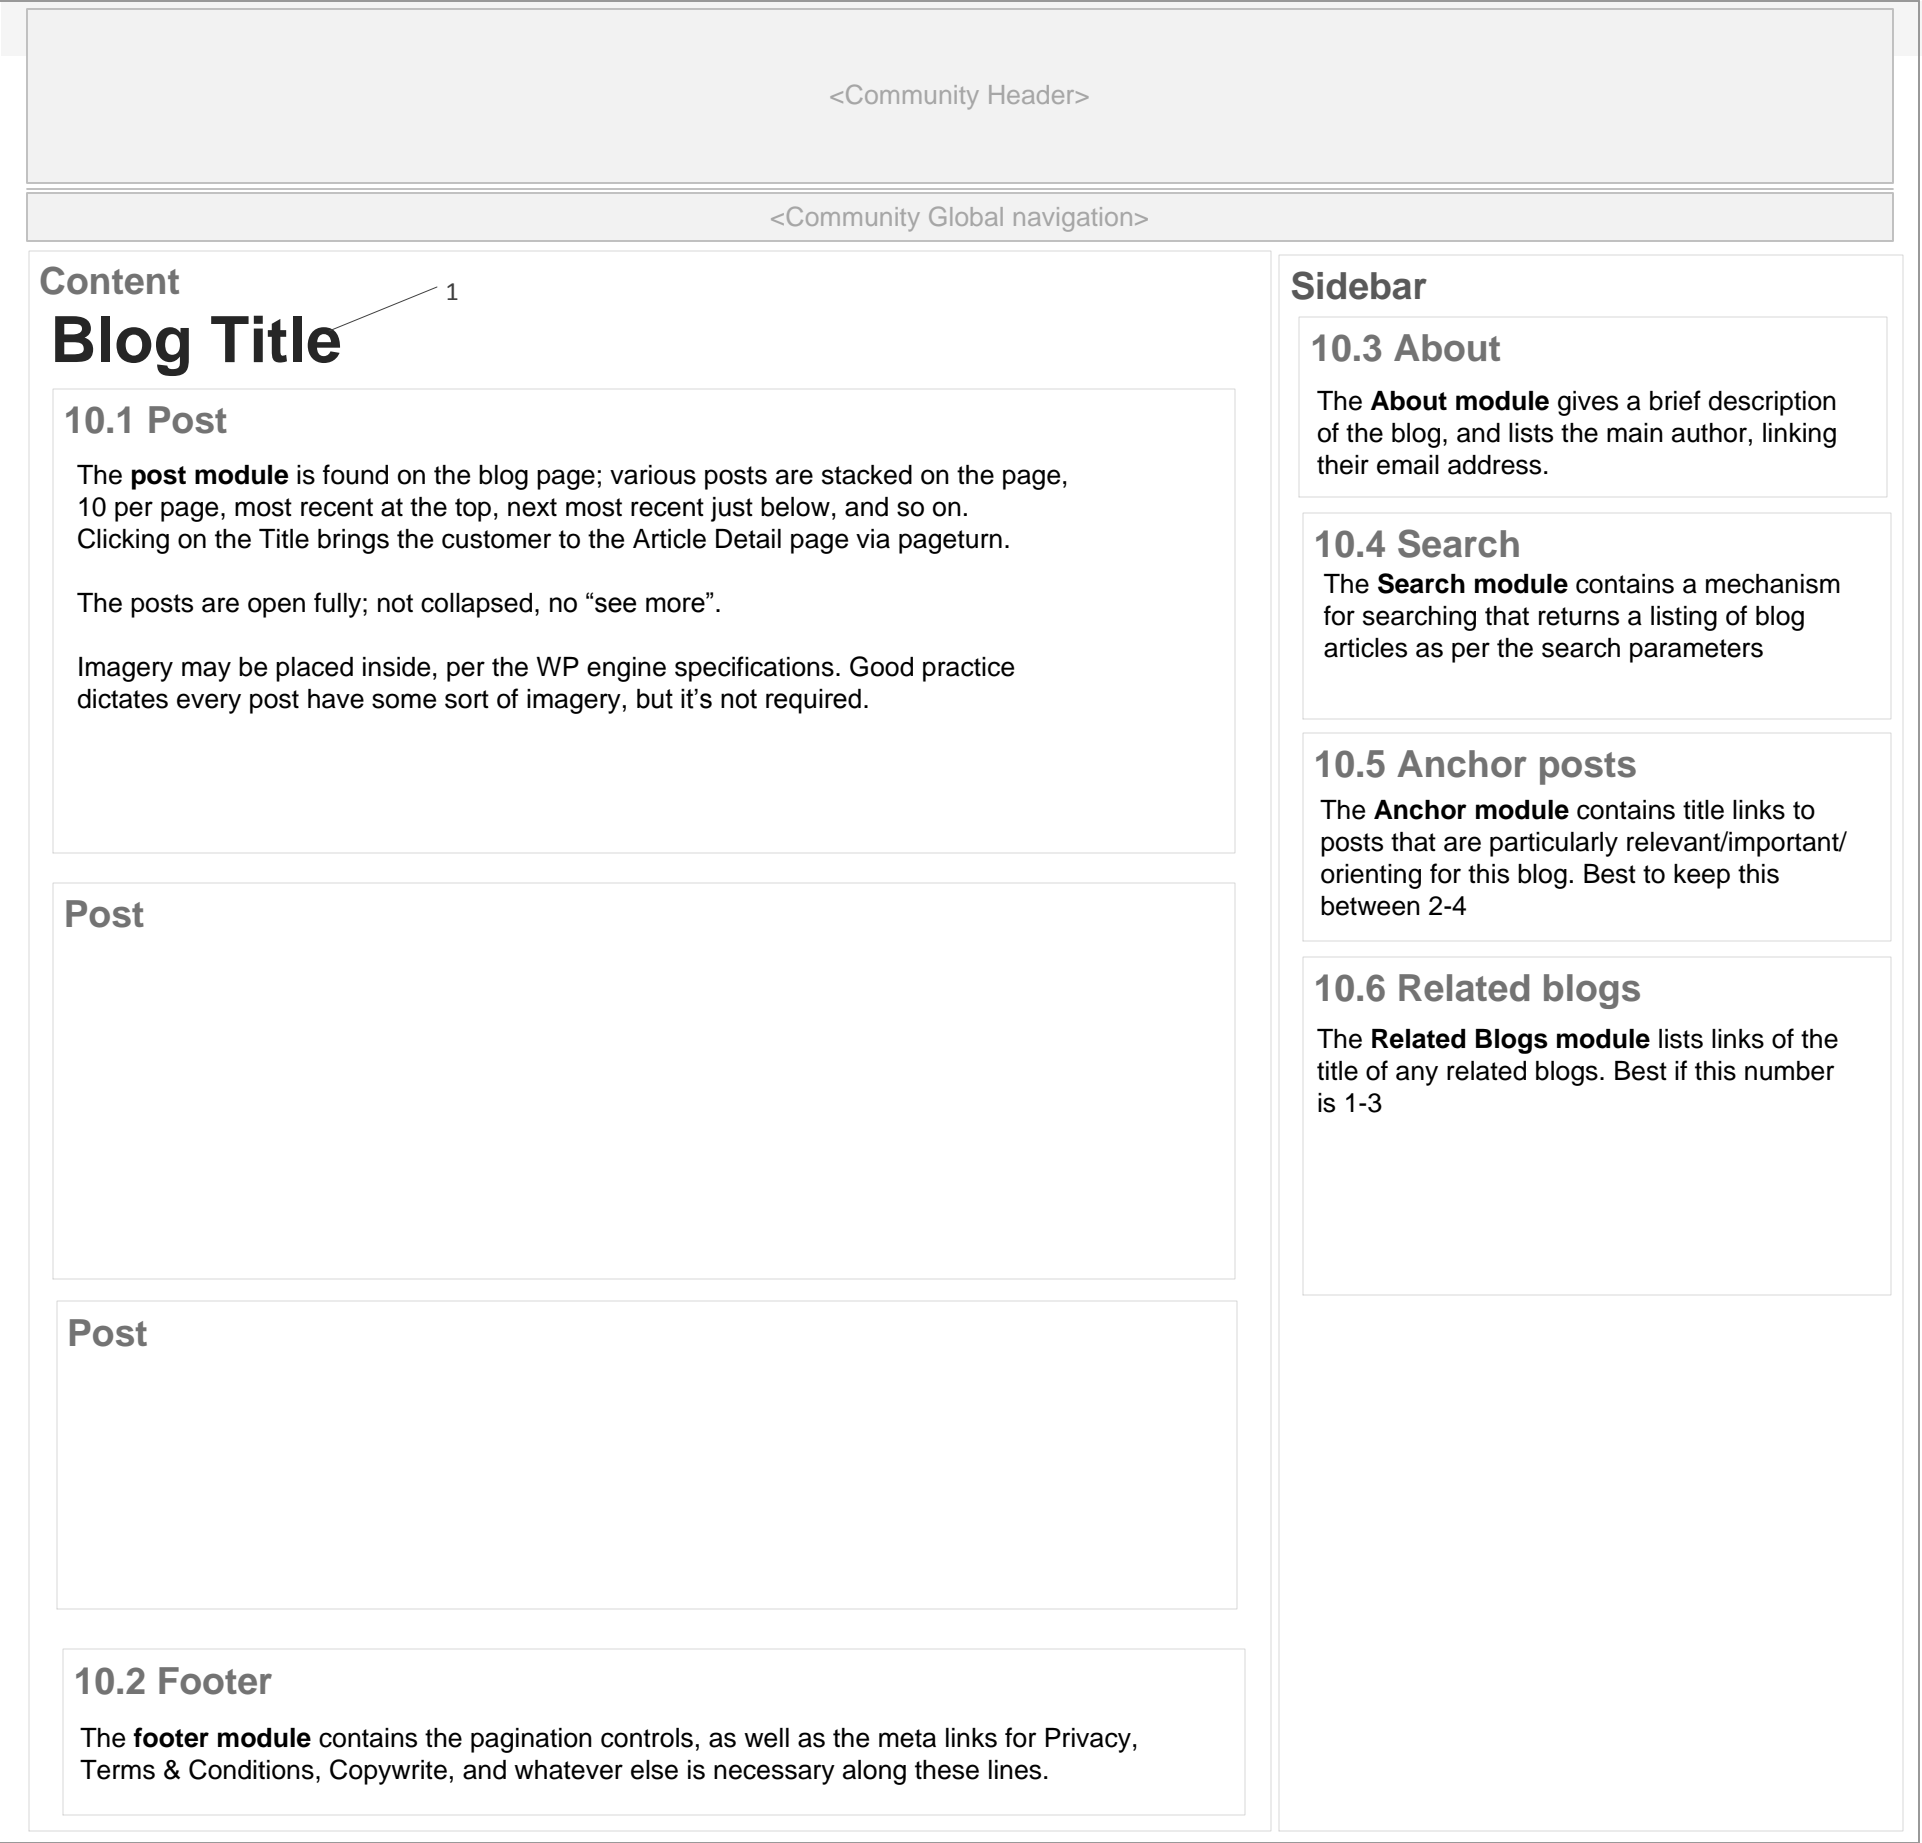 <Community Header>
<Community Global navigation>
Content
1
Blog Title
10.1 Post
The post module is found on the blog page; various posts are stacked on the page,
10 per page, most recent at the top, next most recent just below, and so on.
Clicking on the Title brings the customer to the Article Detail page via pageturn.
The posts are open fully; not collapsed, no “see more”.
Imagery may be placed inside, per the WP engine specifications. Good practice
dictates every post have some sort of imagery, but it’s not required.
Post
Post
10.2 Footer
The footer module contains the pagination controls, as well as the meta links for Privacy,
Terms & Conditions, Copywrite, and whatever else is necessary along these lines.
Sidebar
10.3 About
The About module gives a brief description
of the blog, and lists the main author, linking
their email address.
10.4 Search
The Search module contains a mechanism
for searching that returns a listing of blog
articles as per the search parameters
10.5 Anchor posts
The Anchor module contains title links to
posts that are particularly relevant/important/
orienting for this blog. Best to keep this
between 2-4
10.6 Related blogs
The Related Blogs module lists links of the
title of any related blogs. Best if this number
is 1-3